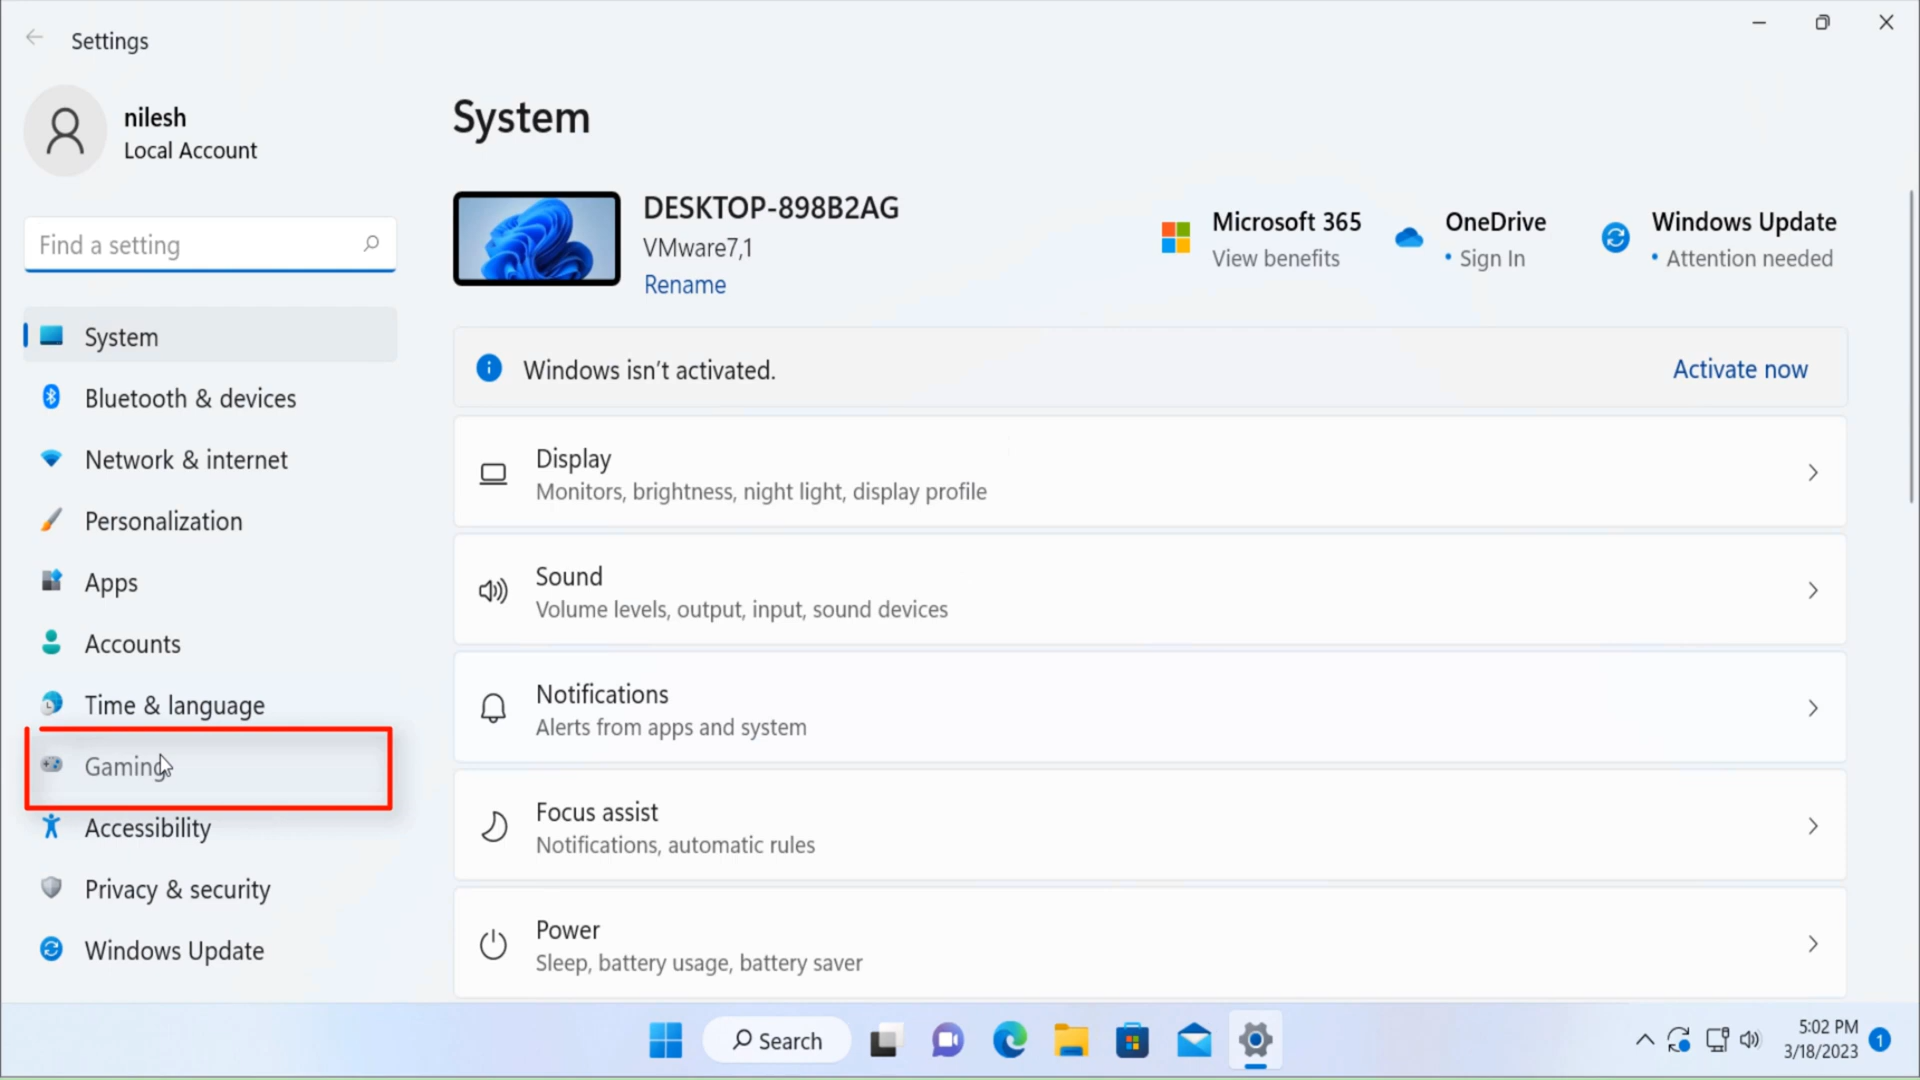 Settings
nilesh
Local Account
Find a setting
System
Bluetooth & devices
Network & internet
Personalization
Apps
Accounts
Time & language
Gaming
Accessibility
Privacy & security
Windows Update
System
DESKTOP-898B2AG
VMware7,1
Rename
Microsoft 365
View benefits
OneDrive
• Sign In
Windows Update
• Attention needed
Windows isn't activated.
Activate now
Display
Monitors, brightness, night light, display profile
Sound
Volume levels, output, input, sound devices
Notifications
Alerts from apps and system
Focus assist
Notifications, automatic rules
Power
Sleep, battery usage, battery saver
Search
5:02 PM
3/18/2023
1